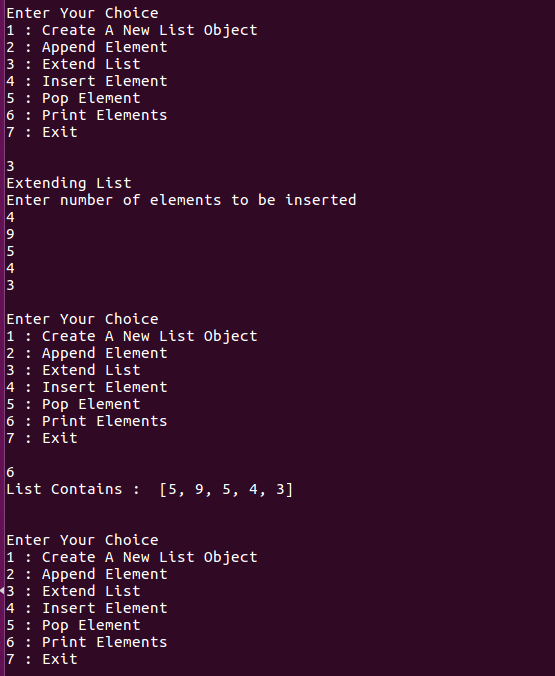 Enter Your Choice
1 : Create A New List Object
2 : Append Element
3 : Extend List
4 : Insert Element
5 : Pop Element
6 : Print Elements
7 : Exit
3
Extending List
Enter number of elements to be inserted
4
9
5
4
3
Enter Your Choice
1 : Create A New List Object
2 : Append Element
3 : Extend List
4 : Insert Element
5 : Pop Element
6 : Print Elements
7 : Exit
6
List Contains :  [5, 9, 5, 4, 3]
Enter Your Choice
1 : Create A New List Object
2 : Append Element
3 : Extend List
4 : Insert Element
5 : Pop Element
6 : Print Elements
7 : Exit